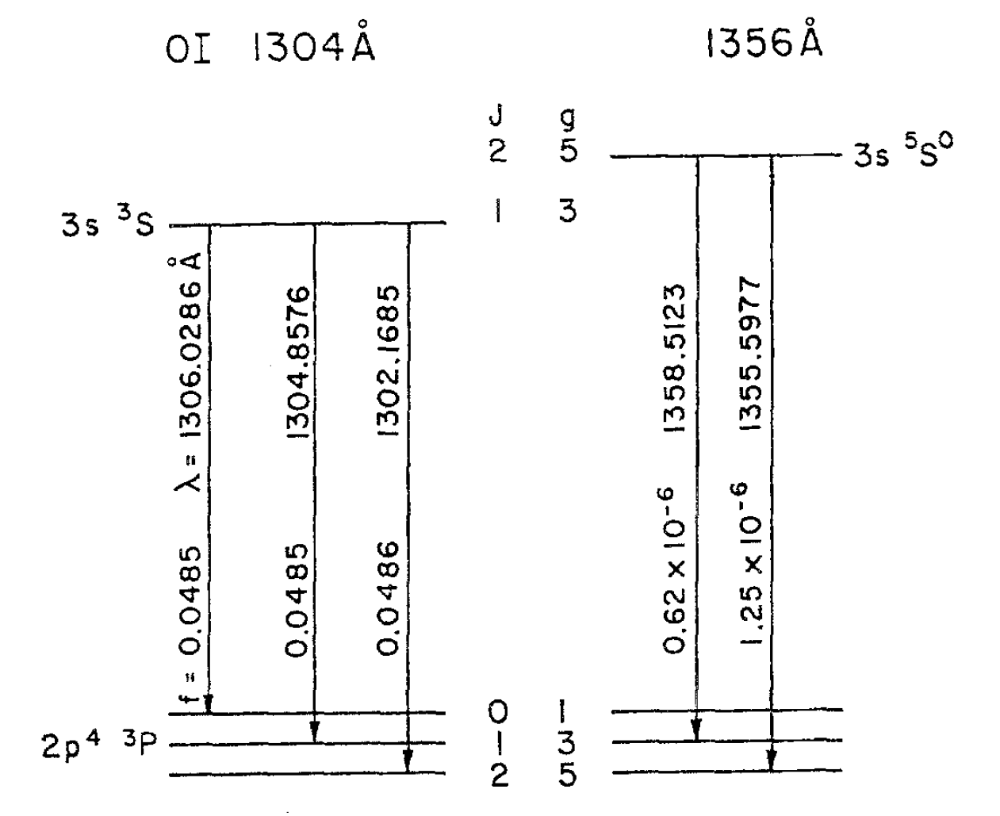 OI 1304Å 1356Å
J g
2 5 3s ⁵S⁰
3s ³S 1 3
λ = 1306.0286 Å
1304.8576
1302.1685
1358.5123
1355.5977
f = 0.0485
0.0485
0.0486
0.62 x 10⁻⁶
1.25 x 10⁻⁶
0 1
2p⁴ ³P 1 3
2 5